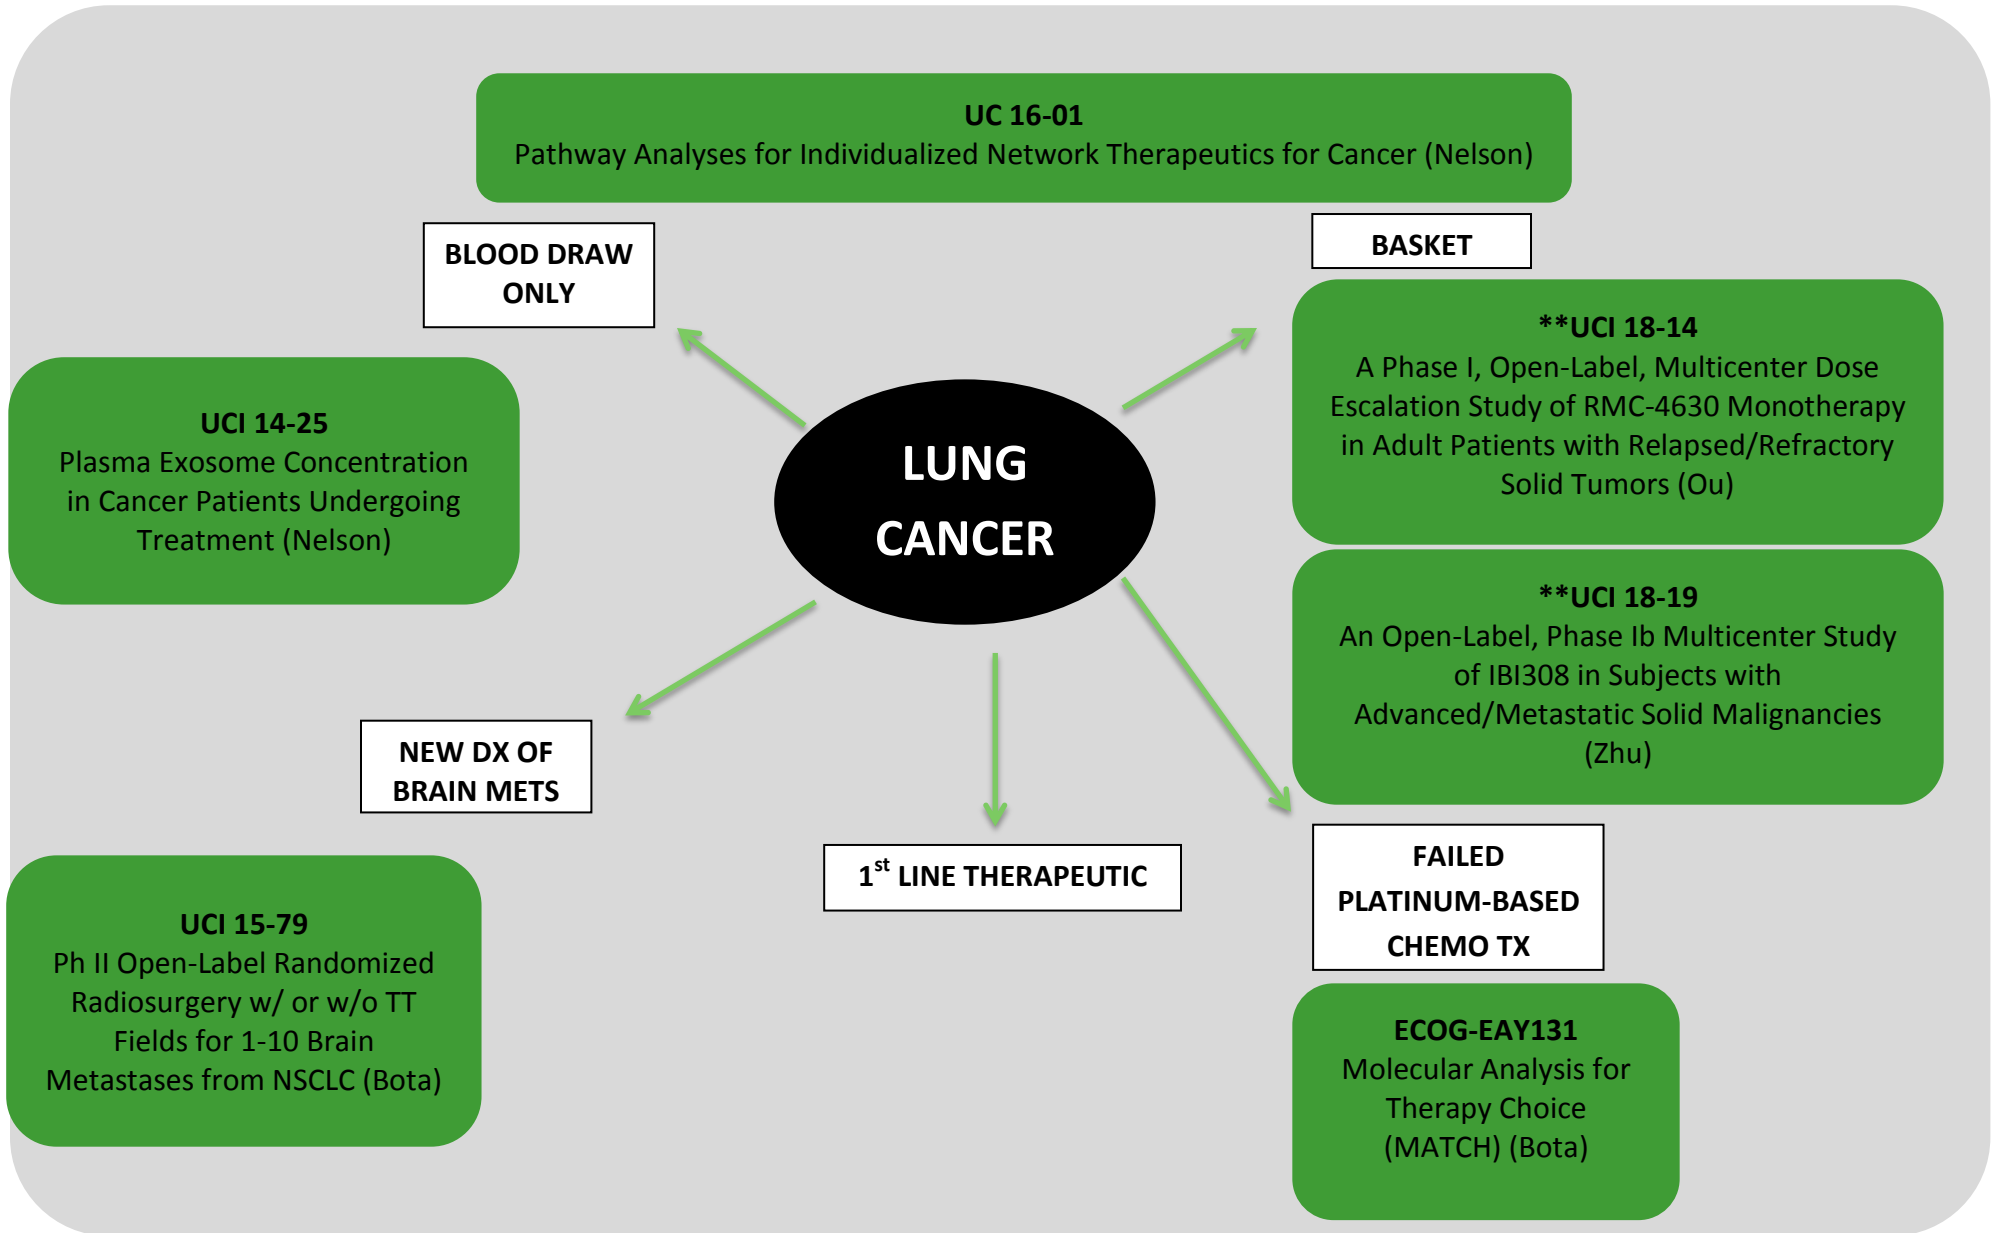 UC 16-01
Pathway Analyses for Individualized Network Therapeutics for Cancer (Nelson)
BLOOD DRAW
ONLY
BASKET
**UCI 18-14
A Phase I, Open-Label, Multicenter Dose
Escalation Study of RMC-4630 Monotherapy
in Adult Patients with Relapsed/Refractory
Solid Tumors (Ou)
UCI 14-25
Plasma Exosome Concentration
in Cancer Patients Undergoing
Treatment (Nelson)
LUNG
CANCER
**UCI 18-19
An Open-Label, Phase Ib Multicenter Study
of IBI308 in Subjects with
Advanced/Metastatic Solid Malignancies
(Zhu)
NEW DX OF
BRAIN METS
1st LINE THERAPEUTIC
FAILED
PLATINUM-BASED
CHEMO TX
UCI 15-79
Ph II Open-Label Randomized
Radiosurgery w/ or w/o TT
Fields for 1-10 Brain
Metastases from NSCLC (Bota)
ECOG-EAY131
Molecular Analysis for
Therapy Choice
(MATCH) (Bota)